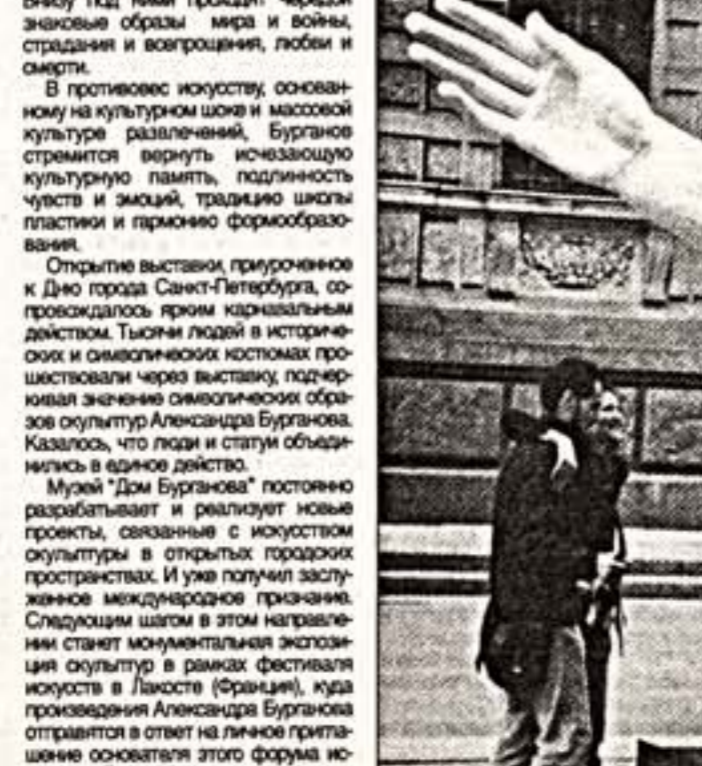 Внизу под ними проходят чередой
знаковые образы мира и войны,
страдания и всепрощения, любви и
смерти.
В противовес искусству, основан-
ному на культурном шоке и массовой
культуре развлечений, Бурганов
стремится вернуть исчезающую
культурную память, подлинность
чувств и эмоций, традицию школы
пластики и гармонию формообразо-
вания.
Открытие выставки, приуроченное
к Дню города Санкт-Петербурга, со-
провождалось ярким карнавальным
действом. Тысячи людей в историче-
ских и символических костюмах про-
шествовали через выставку, подчер-
кивая значение символических обра-
зов скульптур Александра Бурганова.
Казалось, что люди и статуи объеди-
нились в единое действо.
Музей "Дом Бурганова" постоянно
разрабатывает и реализует новые
проекты, связанные с искусством
скульптуры в открытых городских
пространствах. И уже получил заслу-
женное международное признание.
Следующим шагом в этом направле-
нии станет монументальная экспози-
ция скульптур в рамках фестиваля
искусств в Лакосте (Франция), куда
произведения Александра Бурганова
отправятся в ответ на личное пригла-
шение основателя этого форума ис-